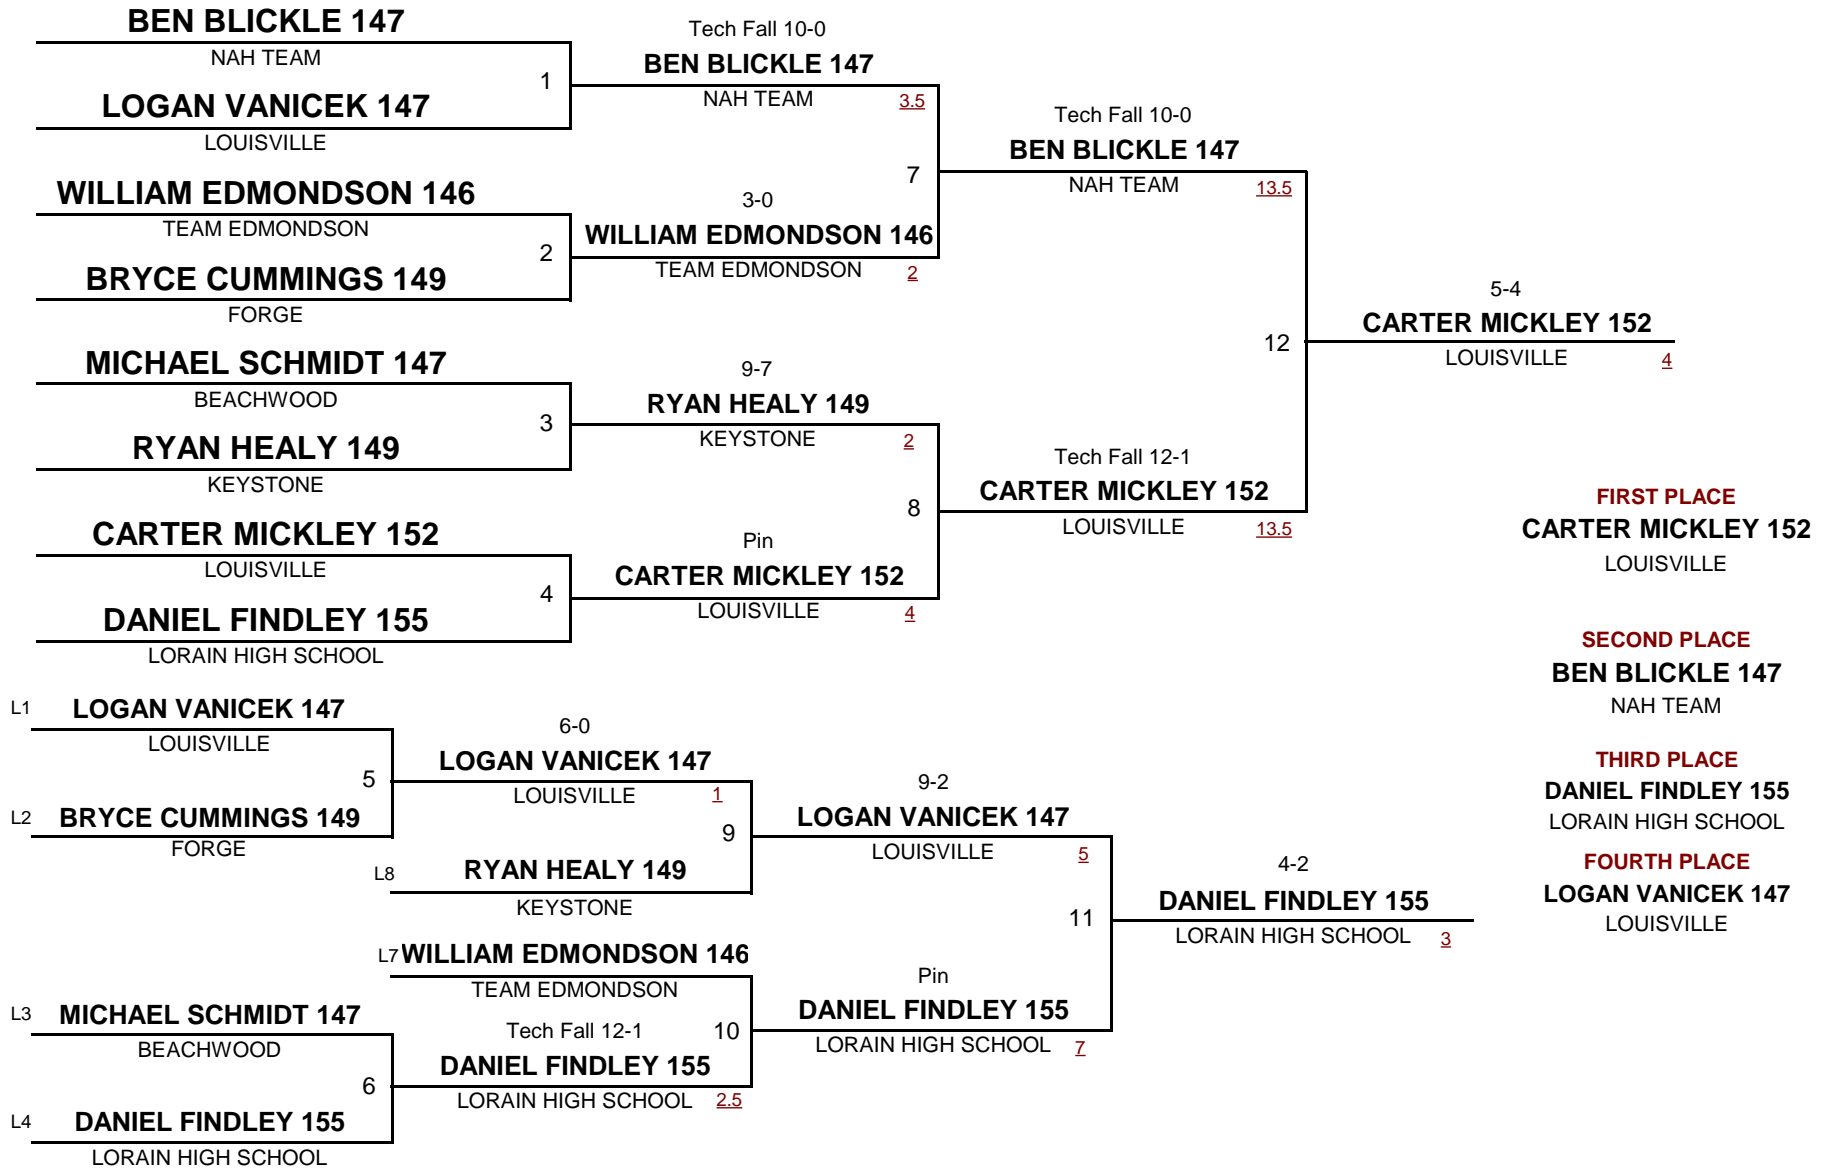 BEN BLICKLE 147
NAH TEAM
1
LOGAN VANICEK 147
LOUISVILLE
WILLIAM EDMONDSON 146
TEAM EDMONDSON
2
BRYCE CUMMINGS 149
FORGE
MICHAEL SCHMIDT 147
BEACHWOOD
3
RYAN HEALY 149
KEYSTONE
CARTER MICKLEY 152
LOUISVILLE
4
DANIEL FINDLEY 155
LORAIN HIGH SCHOOL
Tech Fall 10-0
BEN BLICKLE 147
NAH TEAM 3.5
7
3-0
WILLIAM EDMONDSON 146
TEAM EDMONDSON 2
9-7
RYAN HEALY 149
KEYSTONE 2
8
Pin
CARTER MICKLEY 152
LOUISVILLE 4
Tech Fall 10-0
BEN BLICKLE 147
NAH TEAM 13.5
12
Tech Fall 12-1
CARTER MICKLEY 152
LOUISVILLE 13.5
5-4
CARTER MICKLEY 152
LOUISVILLE 4
FIRST PLACE
CARTER MICKLEY 152
LOUISVILLE
SECOND PLACE
BEN BLICKLE 147
NAH TEAM
THIRD PLACE
DANIEL FINDLEY 155
LORAIN HIGH SCHOOL
FOURTH PLACE
LOGAN VANICEK 147
LOUISVILLE
L1 LOGAN VANICEK 147
LOUISVILLE
5
L2 BRYCE CUMMINGS 149
FORGE
L3 MICHAEL SCHMIDT 147
BEACHWOOD
6
L4 DANIEL FINDLEY 155
LORAIN HIGH SCHOOL
6-0
LOGAN VANICEK 147
LOUISVILLE 1
9
L8 RYAN HEALY 149
KEYSTONE
L7 WILLIAM EDMONDSON 146
TEAM EDMONDSON
Tech Fall 12-1 10
DANIEL FINDLEY 155
LORAIN HIGH SCHOOL 2.5
9-2
LOGAN VANICEK 147
LOUISVILLE 5
11
Pin
DANIEL FINDLEY 155
LORAIN HIGH SCHOOL 7
4-2
DANIEL FINDLEY 155
LORAIN HIGH SCHOOL 3